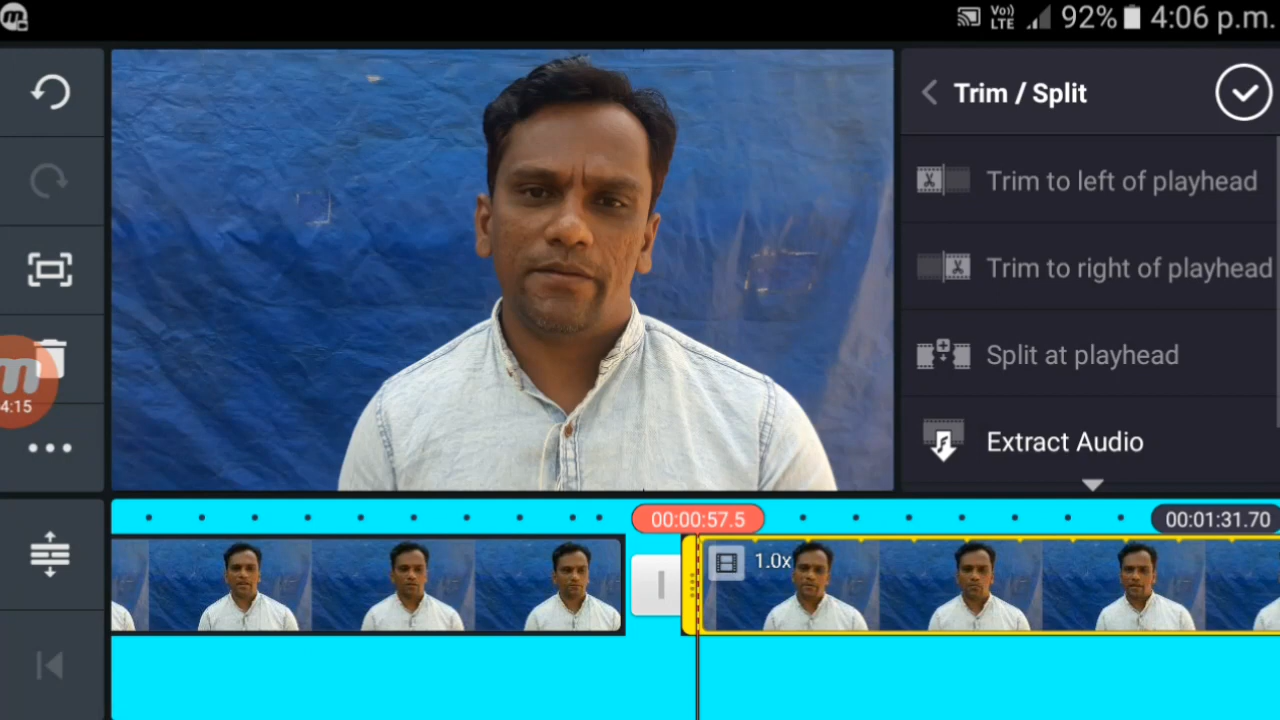 Vo))
LTE
92%
4:06 p.m.
Trim / Split
Trim to left of playhead
Trim to right of playhead
Split at playhead
4:15
Extract Audio
00:00:57.5
00:01:31.70
1.0x